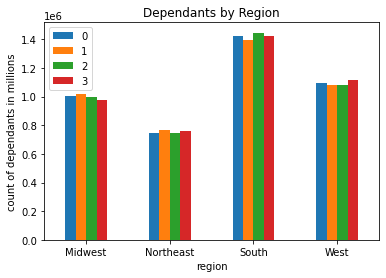 Dependants by Region
1e6
1.4
1.2
1.0
0.8
0.6
0.4
0.2
0.0
count of dependants in millions
0
1
2
3
Midwest Northeast South West
region